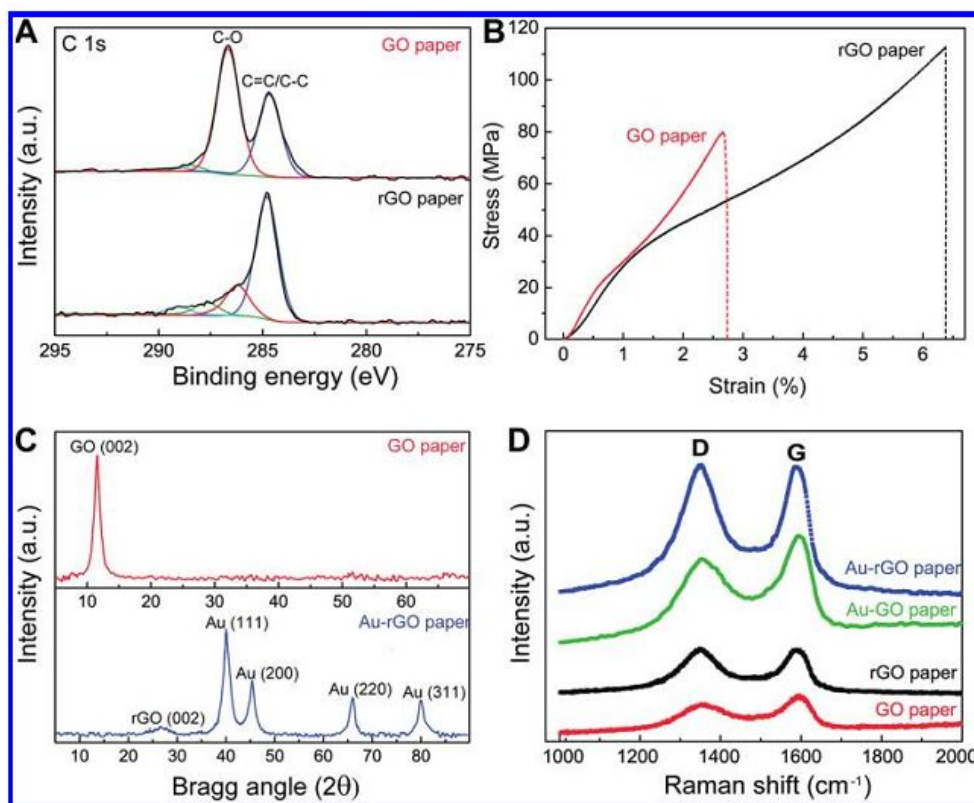 A
C 1s
C-O
GO paper
C=C/C-C
rGO paper
Intensity (a.u.)
295 290 285 280 275
Binding energy (eV)
B
120
100
80
60
40
20
0
rGO paper
GO paper
Stress (MPa)
0 1 2 3 4 5 6
Strain (%)
C
GO (002)
GO paper
10 20 30 40 50 60
Au (111)
Au-rGO paper
Au (200)
Au (220)
Au (311)
rGO (002)
Intensity (a.u.)
10 20 30 40 50 60 70 80
Bragg angle (2θ)
D
D
G
Au-rGO paper
Au-GO paper
rGO paper
GO paper
Intensity (a.u.)
1000 1200 1400 1600 1800 2000
Raman shift (cm⁻¹)